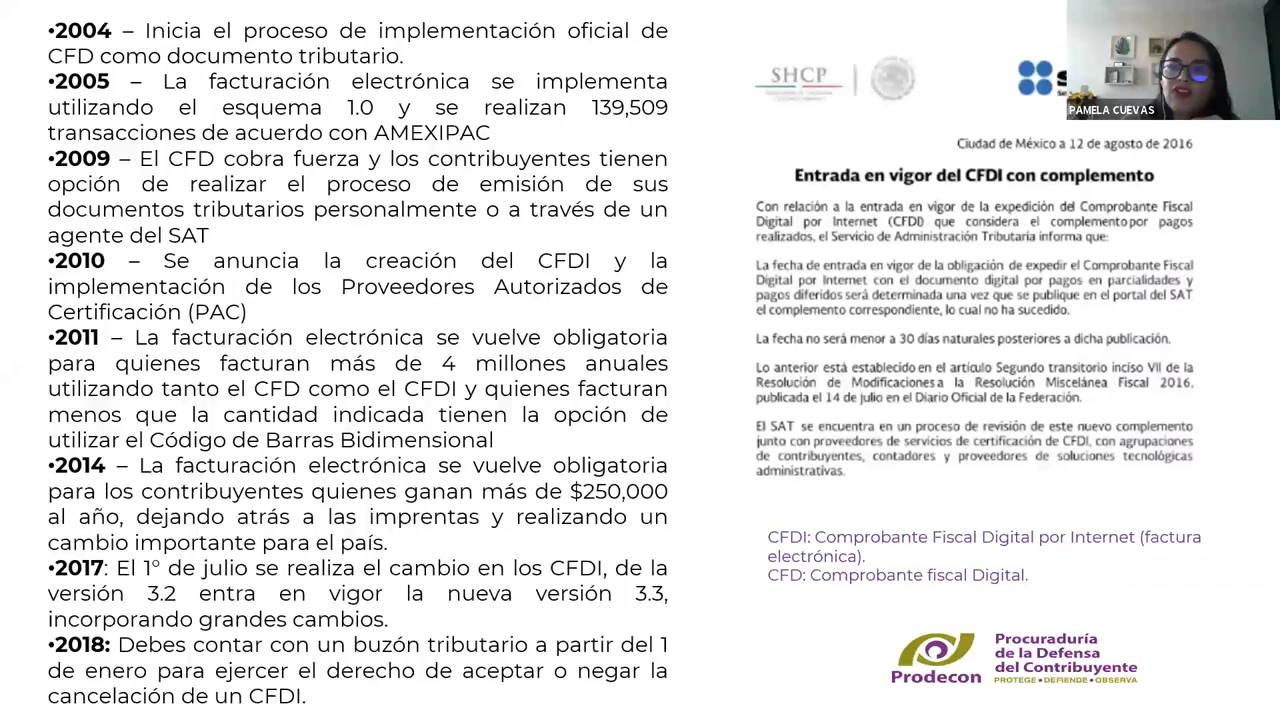 •2004 – Inicia el proceso de implementación oficial de
CFD como documento tributario.
•2005 – La facturación electrónica se implementa
utilizando el esquema 1.0 y se realizan 139,509
transacciones de acuerdo con AMEXIPAC
•2009 – El CFD cobra fuerza y los contribuyentes tienen
opción de realizar el proceso de emisión de sus
documentos tributarios personalmente o a través de un
agente del SAT
•2010 – Se anuncia la creación del CFDI y la
implementación de los Proveedores Autorizados de
Certificación (PAC)
•2011 – La facturación electrónica se vuelve obligatoria
para quienes facturan más de 4 millones anuales
utilizando tanto el CFD como el CFDI y quienes facturan
menos que la cantidad indicada tienen la opción de
utilizar el Código de Barras Bidimensional
•2014 – La facturación electrónica se vuelve obligatoria
para los contribuyentes quienes ganan más de $250,000
al año, dejando atrás a las imprentas y realizando un
cambio importante para el país.
•2017: El 1° de julio se realiza el cambio en los CFDI, de la
versión 3.2 entra en vigor la nueva versión 3.3,
incorporando grandes cambios.
•2018: Debes contar con un buzón tributario a partir del 1
de enero para ejercer el derecho de aceptar o negar la
cancelación de un CFDI.
SHCP
PAMELA CUEVAS
Ciudad de México a 12 de agosto de 2016
Entrada en vigor del CFDI con complemento
Con relación a la entrada en vigor de la expedición del Comprobante Fiscal
Digital por Internet (CFDI) que considera el complemento por pagos
realizados, el Servicio de Administración Tributaria informa que:
La fecha de entrada en vigor de la obligación de expedir el Comprobante Fiscal
Digital por Internet con el documento digital por pagos en parcialidades y
pagos diferidos será determinada una vez que se publique en el portal del SAT
el complemento correspondiente, lo cual no ha sucedido.
La fecha no será menor a 30 días naturales posteriores a dicha publicación.
Lo anterior está establecido en el artículo Segundo transitorio inciso VII de la
Resolución de Modificaciones a la Resolución Miscelánea Fiscal 2016,
publicada el 14 de julio en el Diario Oficial de la Federación.
El SAT se encuentra en un proceso de revisión de este nuevo complemento
junto con proveedores de servicios de certificación de CFDI, con agrupaciones
de contribuyentes, contadores y proveedores de soluciones tecnológicas
administrativas.
CFDI: Comprobante Fiscal Digital por Internet (factura
electrónica).
CFD: Comprobante fiscal Digital.
Prodecon
Procuraduría
de la Defensa
del Contribuyente
PROTEGE • DEFIENDE • OBSERVA